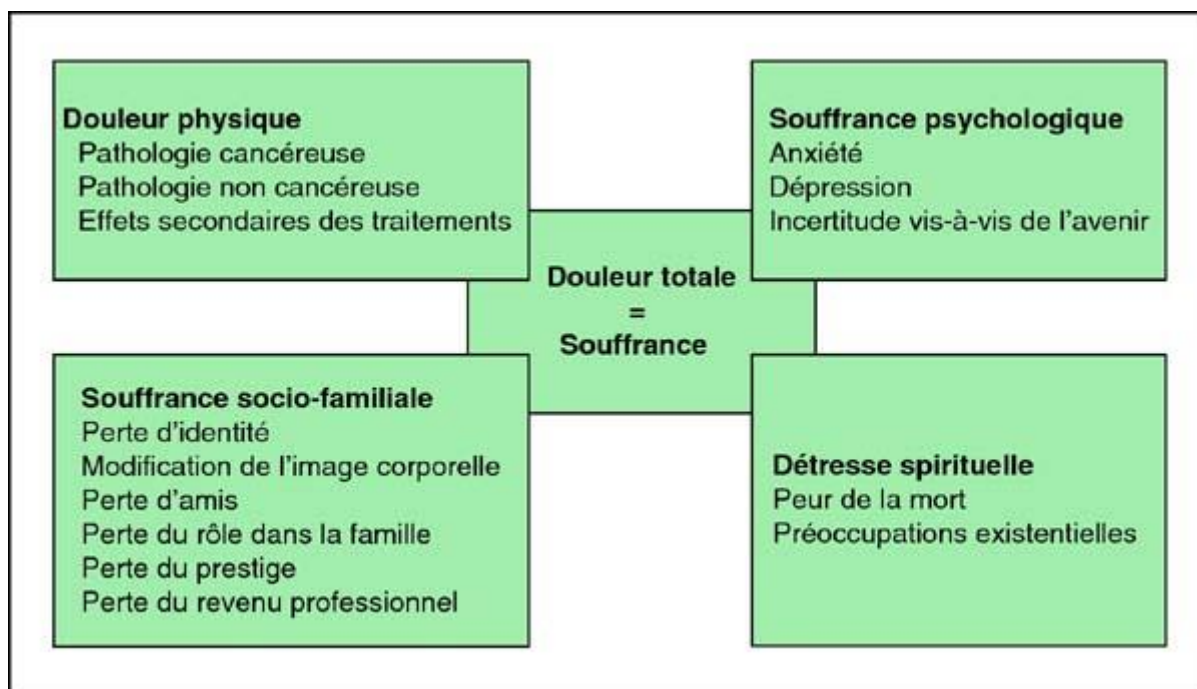 Douleur physique
Pathologie cancéreuse
Pathologie non cancéreuse
Effets secondaires des traitements
Souffrance psychologique
Anxiété
Dépression
Incertitude vis-à-vis de l'avenir
Douleur totale
=
Souffrance
Souffrance socio-familiale
Perte d'identité
Modification de l'image corporelle
Perte d'amis
Perte du rôle dans la famille
Perte du prestige
Perte du revenu professionnel
Détresse spirituelle
Peur de la mort
Préoccupations existentielles